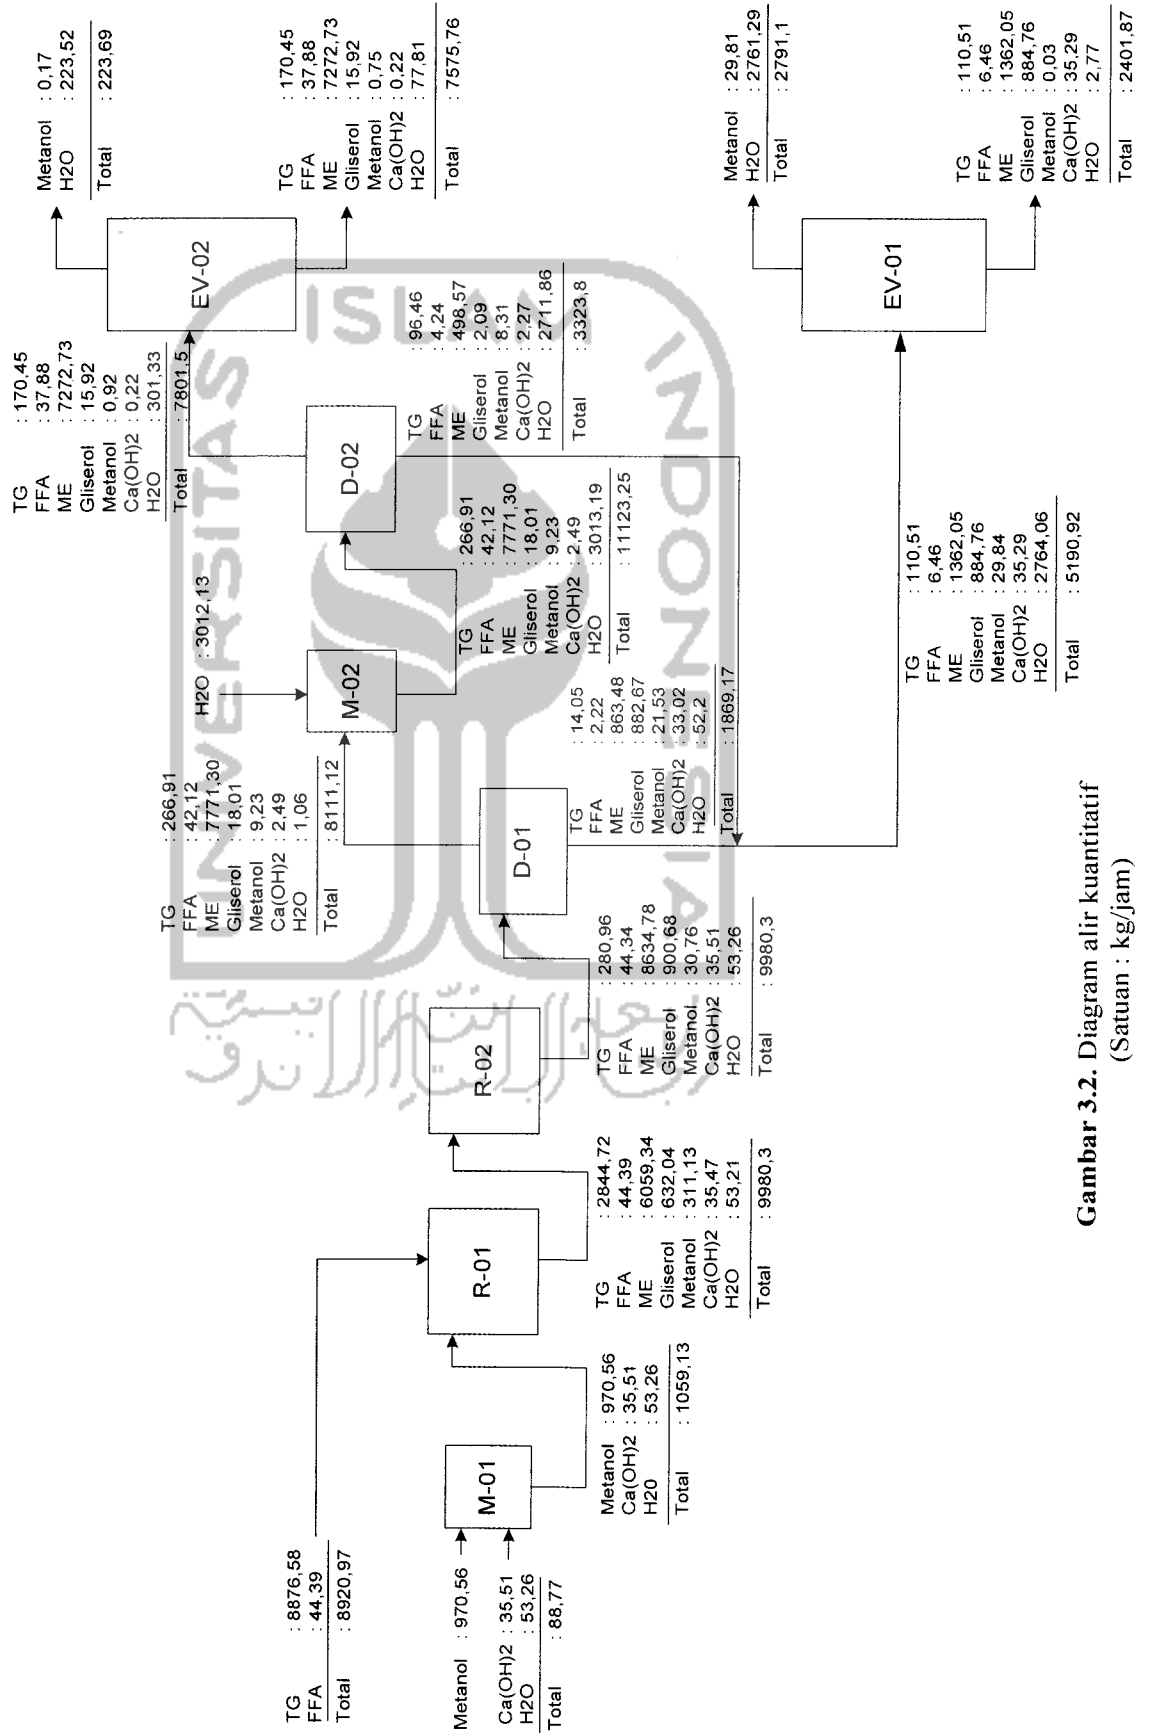 TG : 8876,58
FFA : 44,39
Total : 8920,97
Metanol : 970,56
Ca(OH)2 : 35,51
H2O : 53,26
Total : 88,77
M-01
Metanol : 970,56
Ca(OH)2 : 35,51
H20 : 53,26
Total : 1059,13
R-01
TG : 2844,72
FFA : 44,39
ME : 6059,34
Gliserol : 632,04
Metanol : 311,13
Ca(OH)2 : 35,47
H2O : 53,21
Total : 9980,3
R-02
TG : 280,96
FFA : 44,34
ME : 8634,78
Gliserol : 900,68
Metanol : 30,76
Ca(OH)2 : 35,51
H2O : 53,26
Total : 9980,3
D-01
TG : 266,91
FFA : 42,12
ME : 7771,30
Gliserol : 18,01
Metanol : 9,23
Ca(OH)2 : 2,49
H2O : 1,06
Total : 8111,12
TG : 14,05
FFA : 2,22
ME : 863,48
Gliserol : 882,67
Metanol : 21,53
Ca(OH)2 : 33,02
H2O : 52,2
Total : 1869,17
H2O : 3012,13
M-02
TG : 266,91
FFA : 42,12
ME : 7771,30
Gliserol : 18,01
Metanol : 9,23
Ca(OH)2 : 2,49
H2O : 3013,19
Total : 11123,25
D-02
TG : 170,45
FFA : 37,88
ME : 7272,73
Gliserol : 15,92
Metanol : 0,92
Ca(OH)2 : 0,22
H2O : 301,33
Total : 7801,5
TG : 96,46
FFA : 4,24
ME : 498,57
Gliserol : 2,09
Metanol : 8,31
Ca(OH)2 : 2,27
H2O : 2711,86
Total : 3323,8
EV-02
Metanol : 0,17
H2O : 223,52
Total : 223,69
TG : 170,45
FFA : 37,88
ME : 7272,73
Gliserol : 15,92
Metanol : 0,75
Ca(OH)2 : 0,22
H2O : 77,81
Total : 7575,76
TG : 110,51
FFA : 6,46
ME : 1362,05
Gliserol : 884,76
Metanol : 29,84
Ca(OH)2 : 35,29
H2O : 2764,06
Total : 5190,92
EV-01
Metanol : 29,81
H2O : 2761,29
Total : 2791,1
TG : 110,51
FFA : 6,46
ME : 1362,05
Gliserol : 884,76
Metanol : 0,03
Ca(OH)2 : 35,29
H2O : 2,77
Total : 2401,87
UNIVERSITAS
ISLAM
INDONESIA
Gambar 3.2. Diagram alir kuantitatif
(Satuan : kg/jam)